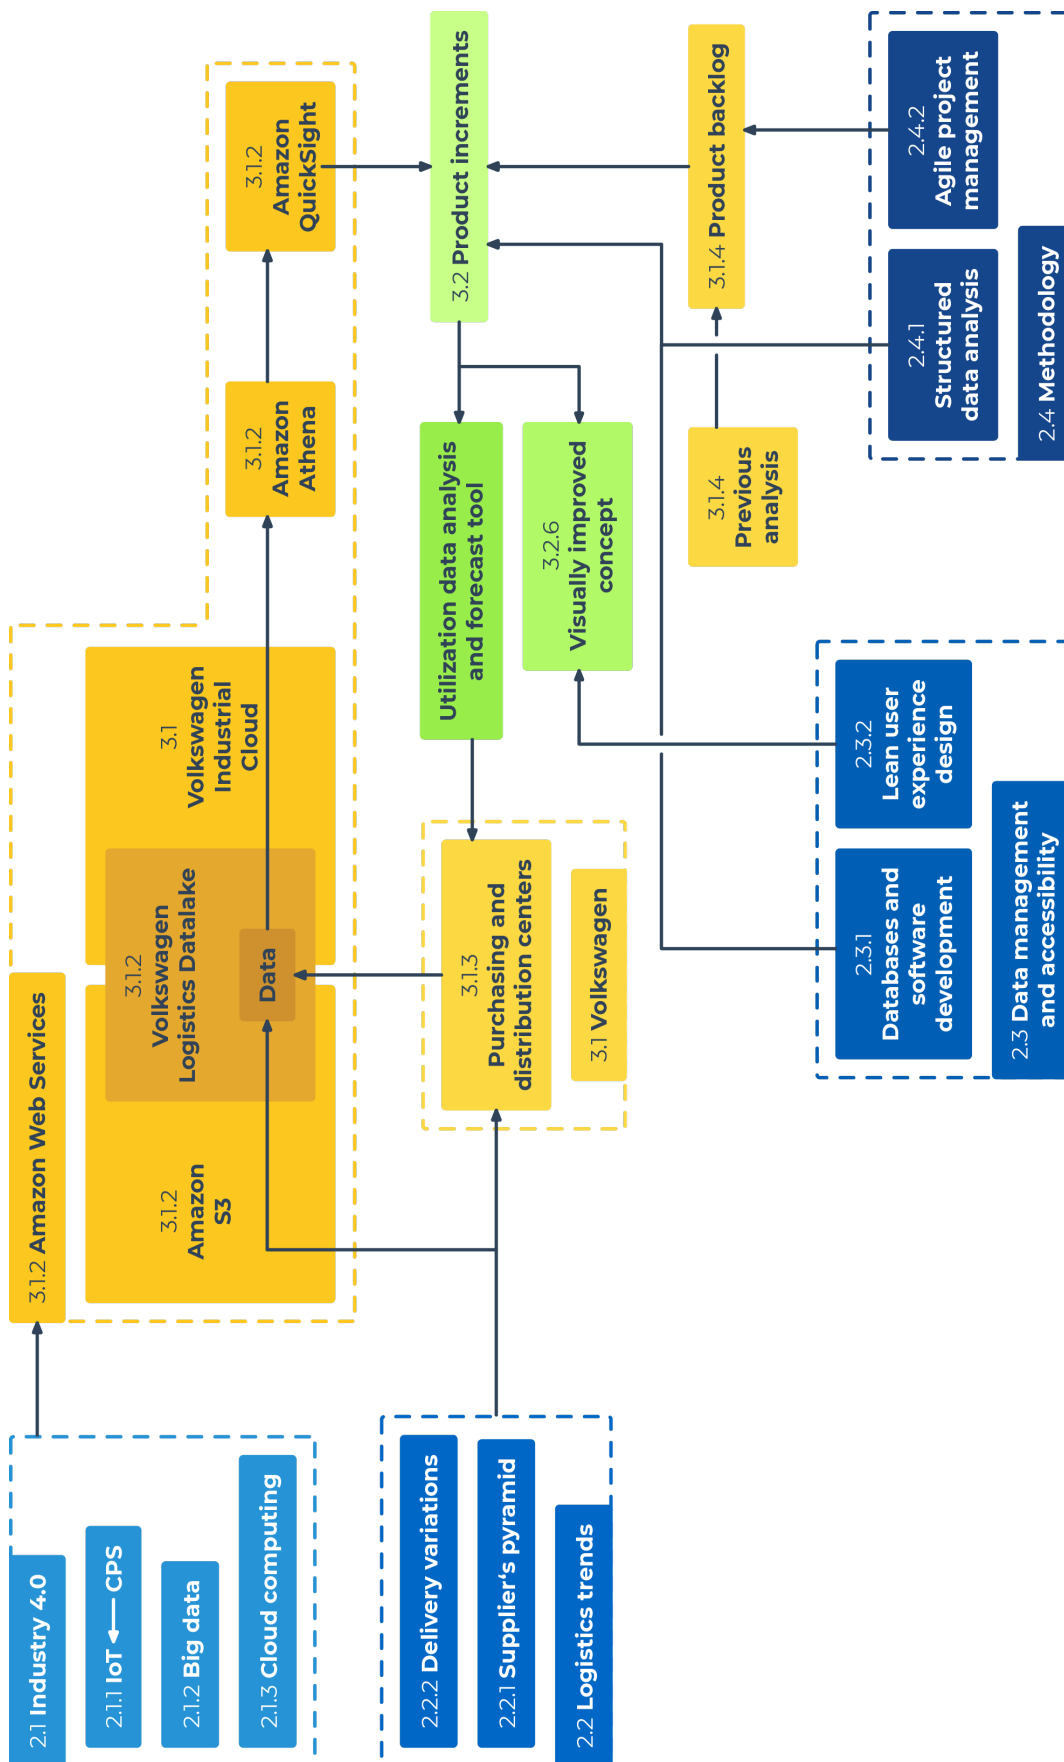 2.1 Industry 4.0
2.1.1 IoT ← CPS
2.1.2 Big data
2.1.3 Cloud computing
2.2.2 Delivery variations
2.2.1 Supplier‘s pyramid
2.2 Logistics trends
3.1.2 Amazon Web Services
3.1.2
Amazon
S3
3.1.2
Volkswagen
Logistics Datalake
Data
3.1
Volkswagen
Industrial
Cloud
3.1.2
Amazon
Athena
3.1.2
Amazon
QuickSight
3.1.3
Purchasing and
distribution centers
3.1 Volkswagen
Utilization data analysis
and forecast tool
3.2.6
Visually improved
concept
3.2 Product increments
3.1.4
Previous
analysis
3.1.4 Product backlog
2.3.1
Databases and
software
development
2.3.2
Lean user
experience
design
2.3 Data management
and accessibility
2.4.1
Structured
data analysis
2.4.2
Agile project
management
2.4 Methodology